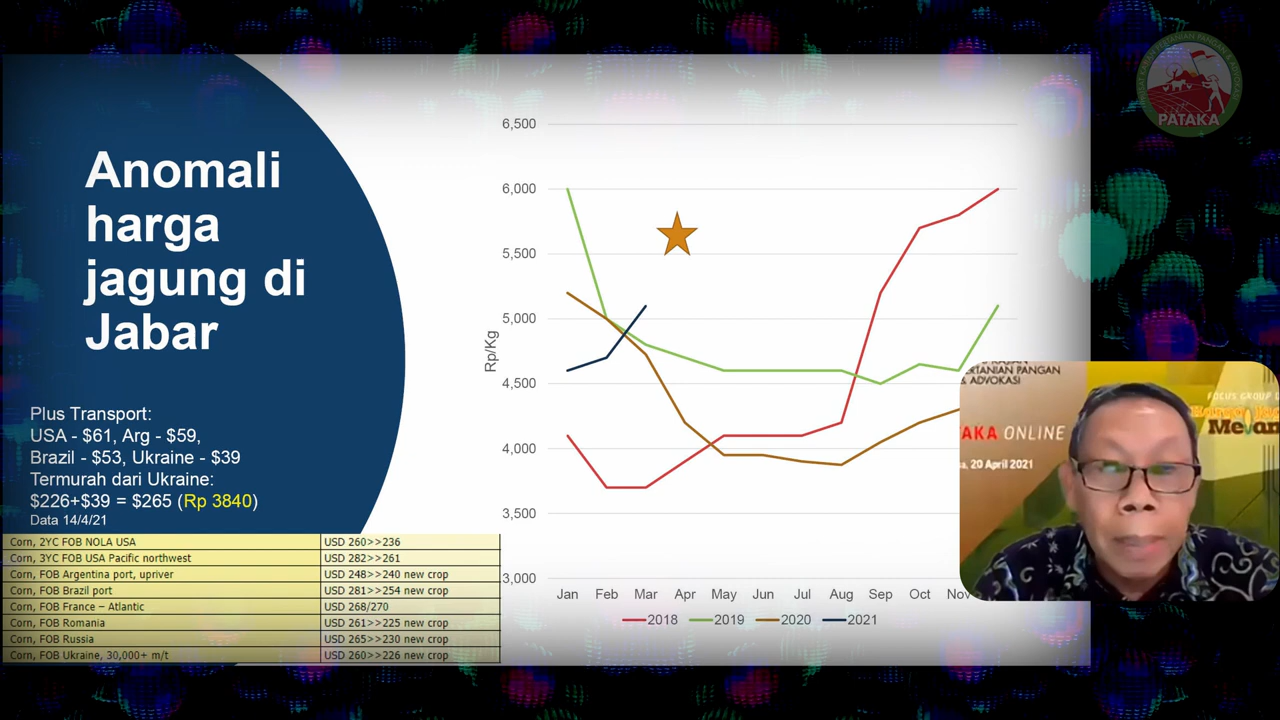 PATAKA
Anomali
harga
jagung di
Jabar
Plus Transport:
USA - $61, Arg - $59,
Brazil - $53, Ukraine - $39
Termurah dari Ukraine:
$226+$39 = $265 (Rp 3840)
Data 14/4/21
Corn, 2YC FOB NOLA USA USD 260>>236
Corn, 3YC FOB USA Pacific northwest USD 282>>261
Corn, FOB Argentina port, upriver USD 248>>240 new crop
Corn, FOB Brazil port USD 281>>254 new crop
Corn, FOB France – Atlantic USD 268/270
Corn, FOB Romania USD 261>>225 new crop
Corn, FOB Russia USD 265>>230 new crop
Corn, FOB Ukraine, 30,000+ m/t USD 260>>226 new crop
Rp/Kg
6,500
6,000
5,500
5,000
4,500
4,000
3,500
3,000
Jan Feb Mar Apr May Jun Jul Aug Sep Oct Nov
2018 2019 2020 2021
ERTANIAN PANGAN
& ADVOKASI
AKA ONLINE
a, 20 April 2021
FOCUS GROUP